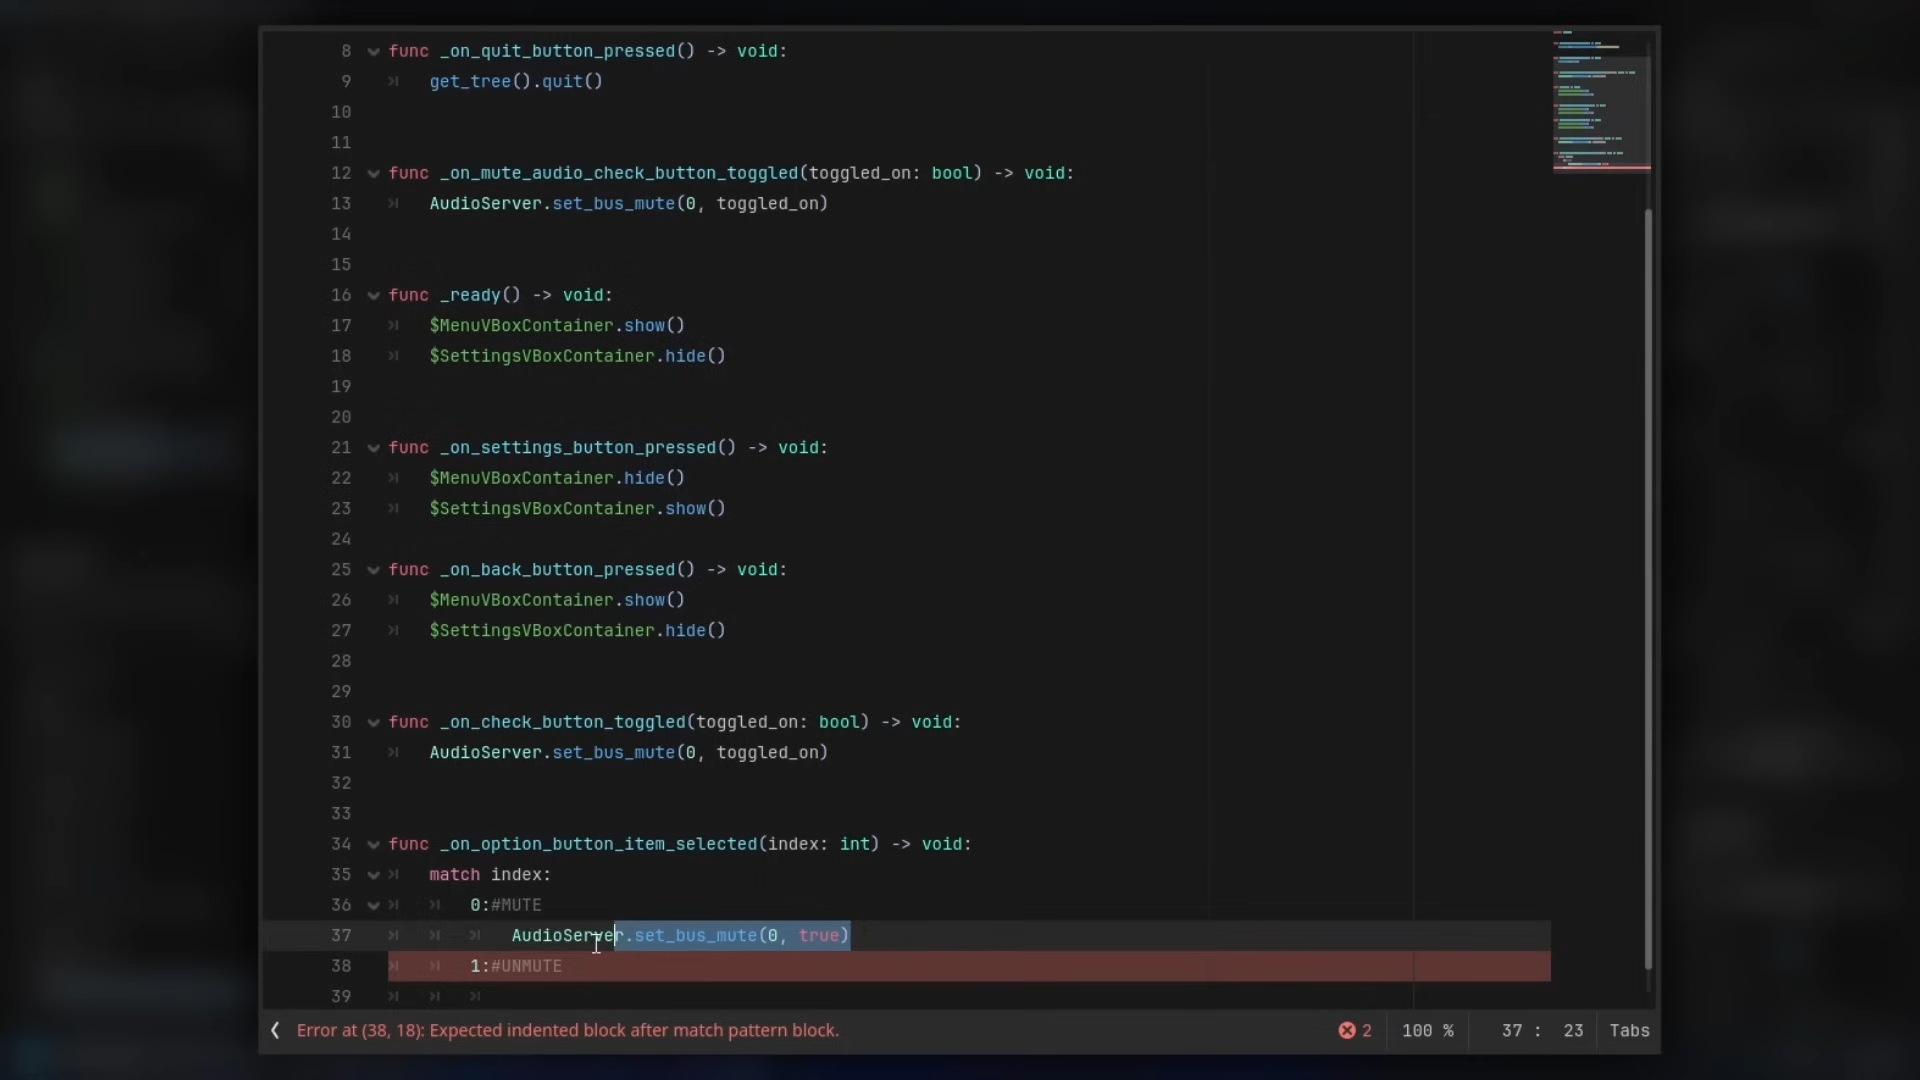 8 func _on_quit_button_pressed() -> void:
9 get_tree().quit()
10
11
12 func _on_mute_audio_check_button_toggled(toggled_on: bool) -> void:
13 AudioServer.set_bus_mute(0, toggled_on)
14
15
16 func _ready() -> void:
17 $MenuVBoxContainer.show()
18 $SettingsVBoxContainer.hide()
19
20
21 func _on_settings_button_pressed() -> void:
22 $MenuVBoxContainer.hide()
23 $SettingsVBoxContainer.show()
24
25 func _on_back_button_pressed() -> void:
26 $MenuVBoxContainer.show()
27 $SettingsVBoxContainer.hide()
28
29
30 func _on_check_button_toggled(toggled_on: bool) -> void:
31 AudioServer.set_bus_mute(0, toggled_on)
32
33
34 func _on_option_button_item_selected(index: int) -> void:
35 match index:
36 0:#MUTE
37 AudioServer.set_bus_mute(0, true)
38 1:#UNMUTE
39
Error at (38, 18): Expected indented block after match pattern block. 2 100 % 37 : 23 Tabs